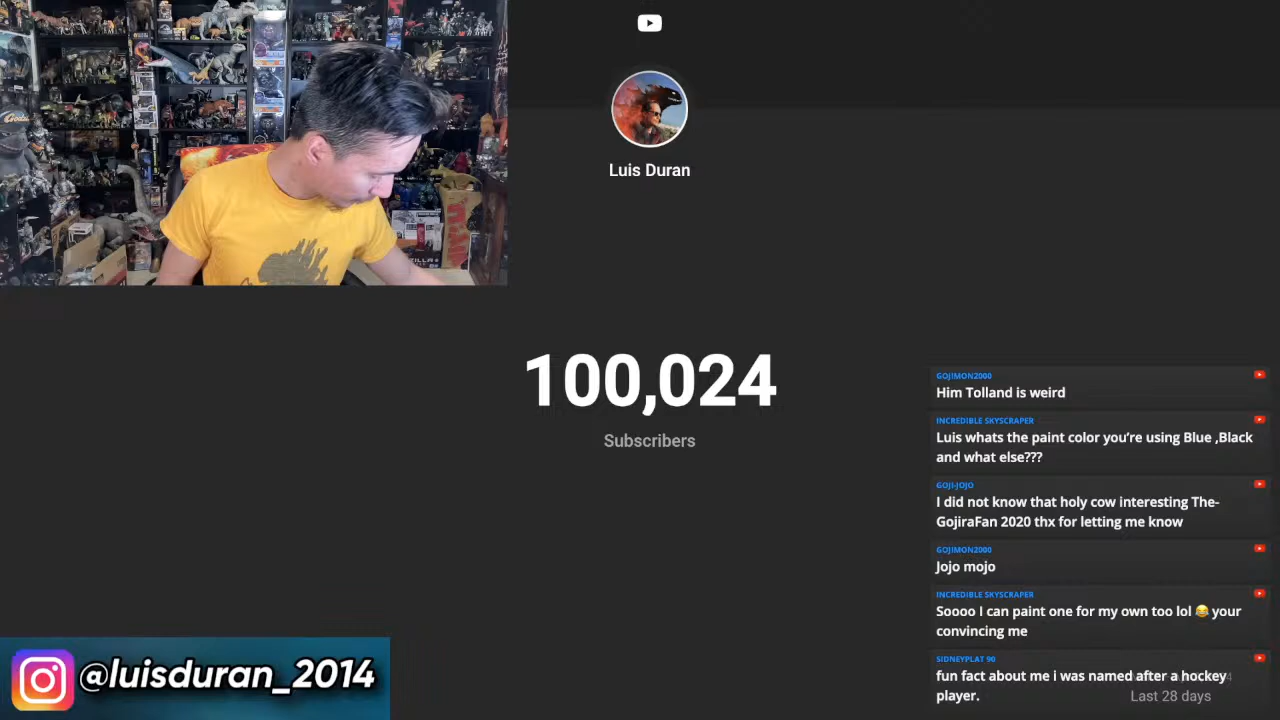 Luis Duran
100,024
Subscribers
GOJIMON2000
Him Tolland is weird
INCREDIBLE SKYSCRAPER
Luis whats the paint color you're using Blue ,Black
and what else???
GOJI-JOJO
I did not know that holy cow interesting The-
GojiraFan 2020 thx for letting me know
GOJIMON2000
Jojo mojo
INCREDIBLE SKYSCRAPER
Soooo I can paint one for my own too lol 😂 your
convincing me
SIDNEYPLAT 90
fun fact about me i was named after a hockey
player.
Last 28 days
@luisduran_2014